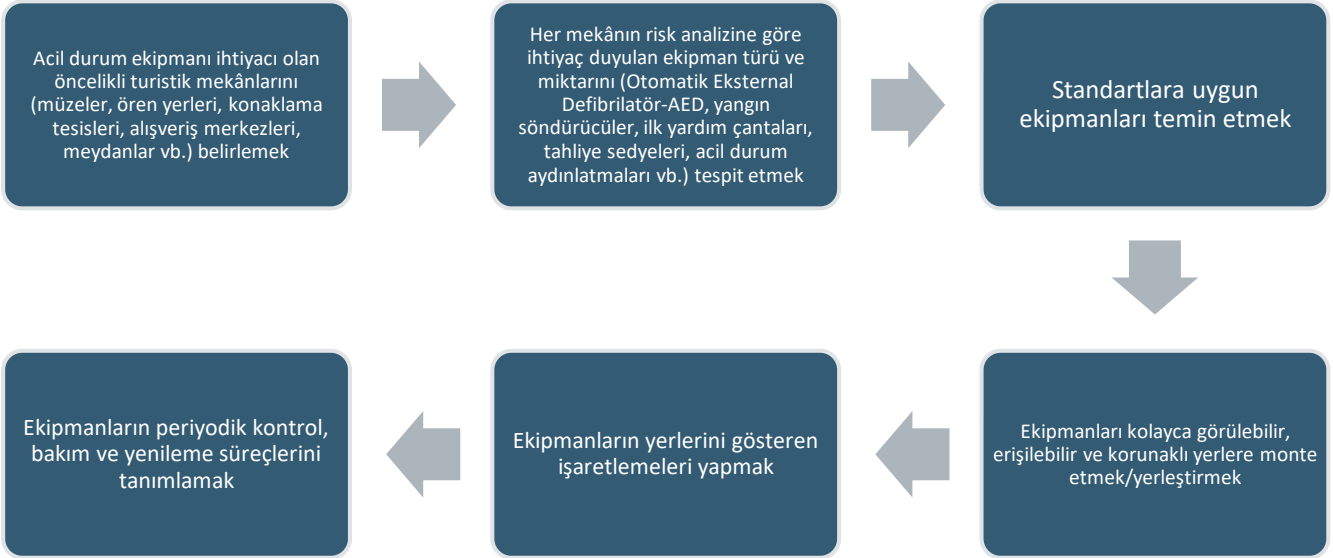 Acil durum ekipmanı ihtiyacı olan
öncelikli turistik mekânlarını
(müzeler, ören yerleri, konaklama
tesisleri, alışveriş merkezleri,
meydanlar vb.) belirlemek
Her mekânın risk analizine göre
ihtiyaç duyulan ekipman türü ve
miktarını (Otomatik Eksternal
Defibrilatör-AED, yangın
söndürücüler, ilk yardım çantaları,
tahliye sedyeleri, acil durum
aydınlatmaları vb.) tespit etmek
Standartlara uygun
ekipmanları temin etmek
Ekipmanları kolayca görülebilir,
erişilebilir ve korunaklı yerlere monte
etmek/yerleştirmek
Ekipmanların yerlerini gösteren
işaretlemeleri yapmak
Ekipmanların periyodik kontrol,
bakım ve yenileme süreçlerini
tanımlamak